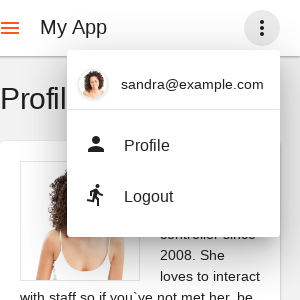 My App
sandra@example.com
Profil
Profile
Logout
controller since
2008. She
loves to interact
with staff so if you`ve not met her, be